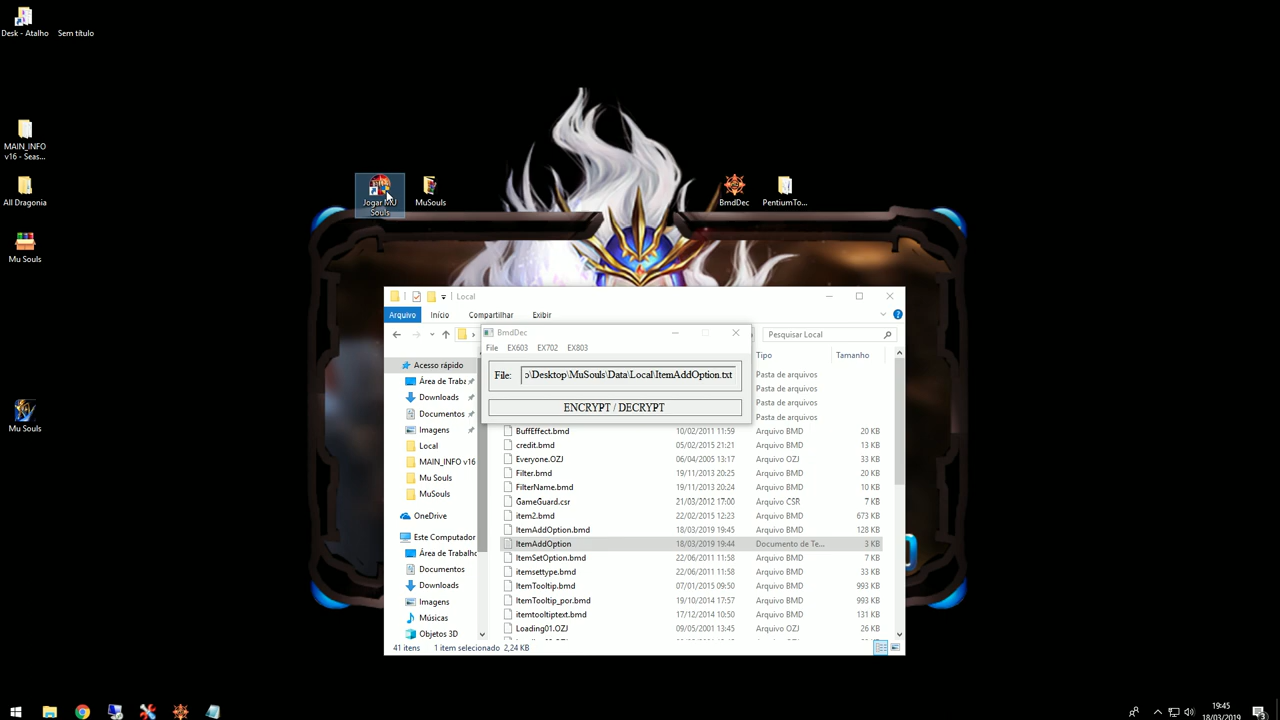 Desk - Atalho
Sem título
MAIN_INFO
v16 - Seas...
All Dragonia
Mu Souls
Mu Souls
Jogar MU
Souls
MuSouls
BmdDec
PentiumTo...
Local
Arquivo
Início
Compartilhar
Exibir
Pesquisar Local
BmdDec
File
EX603
EX702
EX803
File:
\Desktop\MuSouls\Data\Local\ItemAddOption.txt
ENCRYPT / DECRYPT
Tipo
Tamanho
Pasta de arquivos
Pasta de arquivos
Pasta de arquivos
Pasta de arquivos
BuffEffect.bmd 10/02/2011 11:59 Arquivo BMD 20 KB
credit.bmd 05/02/2015 21:21 Arquivo BMD 13 KB
Everyone.OZJ 06/04/2005 13:17 Arquivo OZJ 33 KB
Filter.bmd 19/11/2013 20:25 Arquivo BMD 20 KB
FilterName.bmd 19/11/2013 20:24 Arquivo BMD 10 KB
GameGuard.csr 21/03/2012 17:00 Arquivo CSR 7 KB
item2.bmd 22/02/2015 12:23 Arquivo BMD 673 KB
ItemAddOption.bmd 18/03/2019 19:45 Arquivo BMD 128 KB
ItemAddOption 18/03/2019 19:44 Documento de Te... 3 KB
ItemSetOption.bmd 22/06/2011 11:58 Arquivo BMD 7 KB
itemsettype.bmd 22/06/2011 11:58 Arquivo BMD 33 KB
ItemTooltip.bmd 07/01/2015 09:50 Arquivo BMD 993 KB
ItemTooltip_por.bmd 19/10/2014 17:57 Arquivo BMD 993 KB
itemtooltiptext.bmd 17/12/2014 10:50 Arquivo BMD 131 KB
Loading01.OZJ 09/05/2001 13:45 Arquivo OZJ 26 KB
Acesso rápido
Área de Traba
Downloads
Documentos
Imagens
Local
MAIN_INFO v16
Mu Souls
MuSouls
OneDrive
Este Computador
Área de Trabalho
Documentos
Downloads
Imagens
Músicas
Objetos 3D
41 itens
1 item selecionado 2,24 KB
19:45
18/03/2019